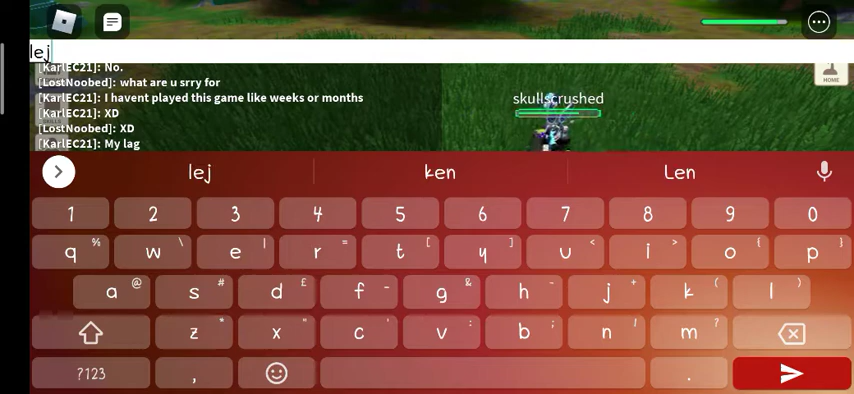 lej
[KarlEC21]: No.
[LostNoobed]: what are u srry for
[KarlEC21]: I havent played this game like weeks or months
[KarlEC21]: XD
[LostNoobed]: XD
[KarlEC21]: My lag
HOME
SKILLS
skullscrushed
lej ken Len
1 2 3 4 5 6 7 8 9 0
q % w \ e | r = t [ y ] u < i > o { p }
a @ s # d £ f - g & h - j + k ( l )
z * x " c ' v : b ; n ! m ?
?123 , .